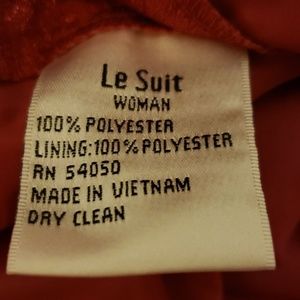 Le Suit
WOMAN
100% POLYESTER
LINING:100% POLYESTER
RN 54050
MADE IN VIETNAM
DRY CLEAN